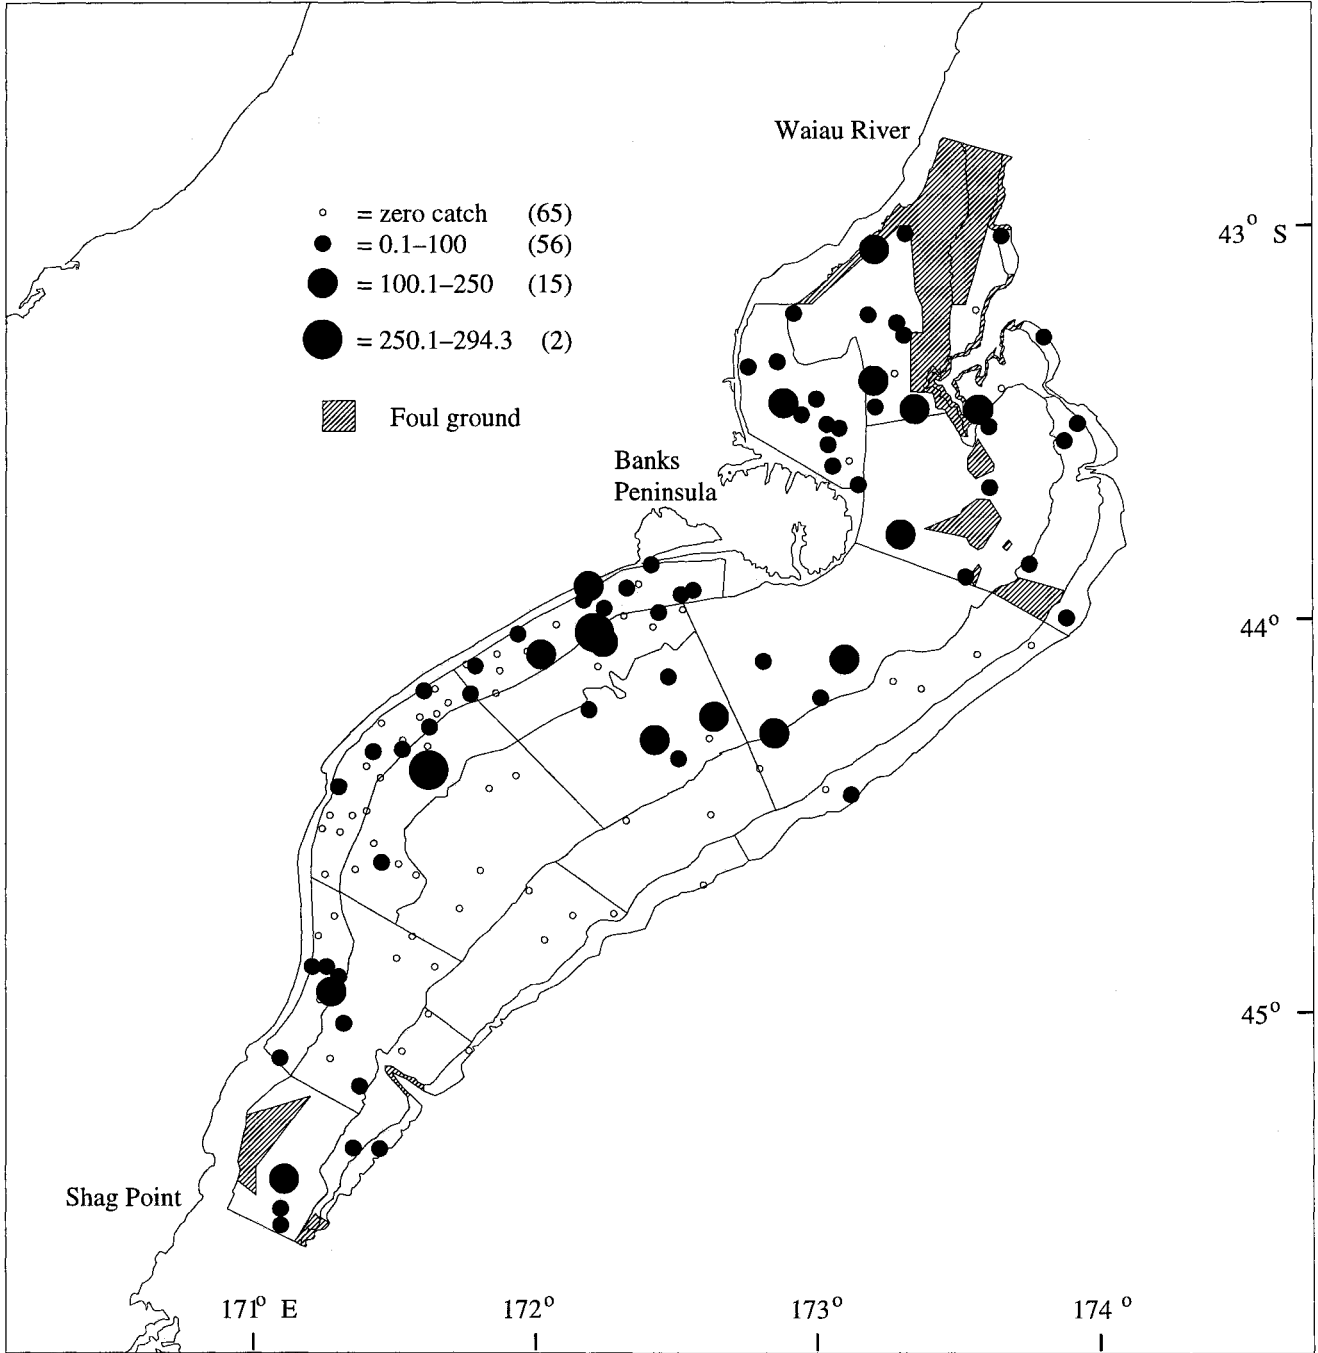 Waiau River
= zero catch (65)
= 0.1–100 (56)
= 100.1–250 (15)
= 250.1–294.3 (2)
Foul ground
43° S
Banks
Peninsula
44°
45°
Shag Point
171° E 172° 173° 174°